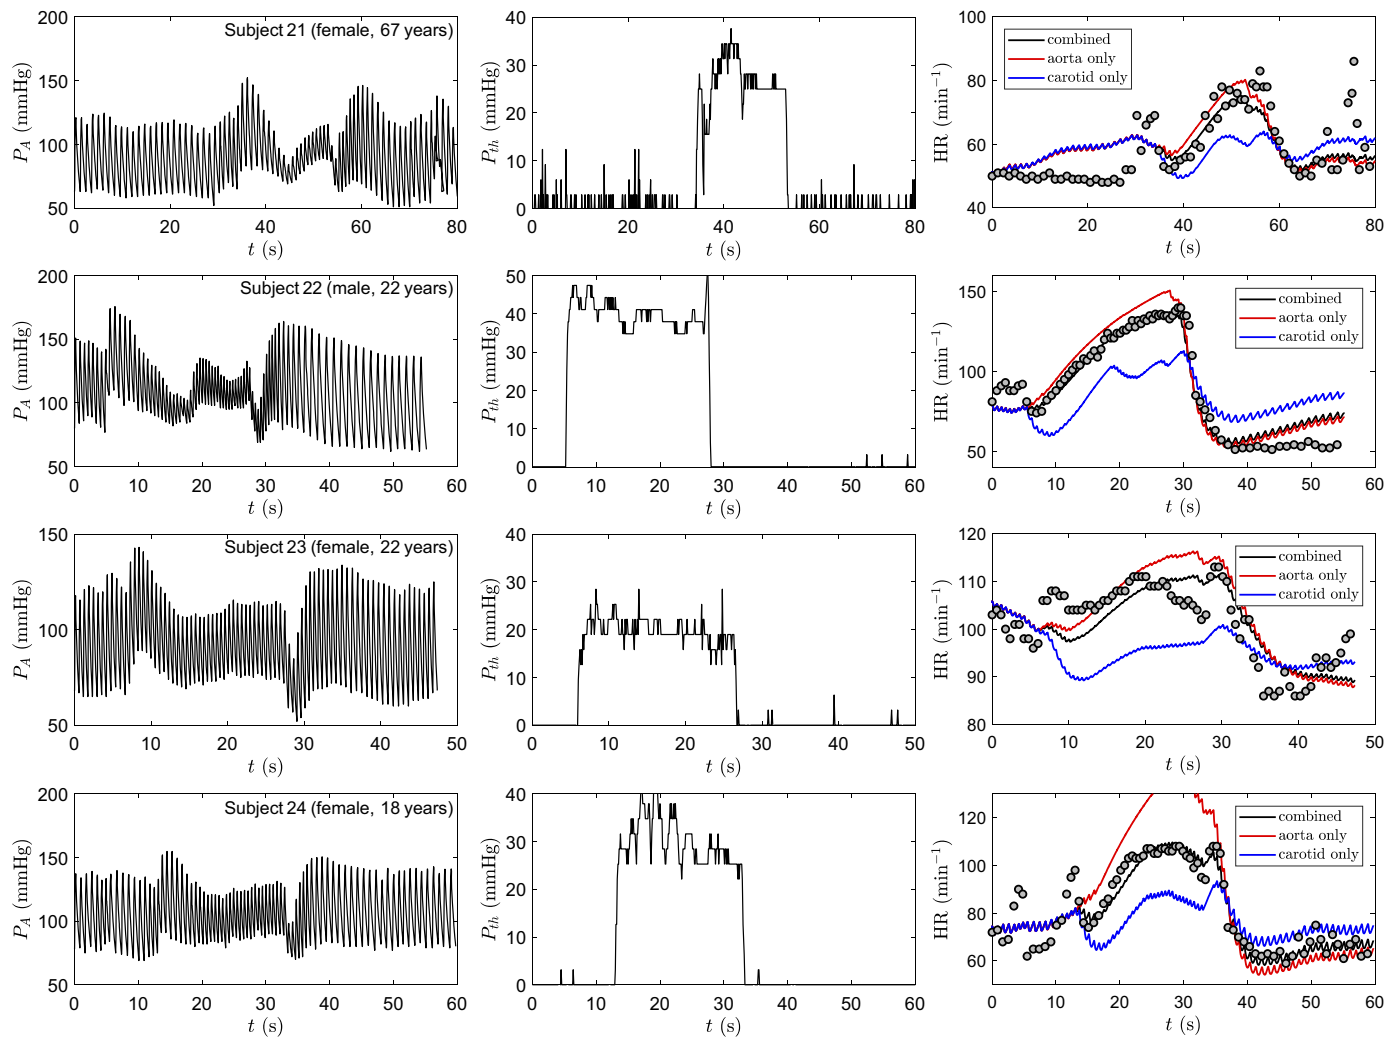 200
150
100
50
P_A (mmHg)
Subject 21 (female, 67 years)
0 20 40 60 80
t (s)
40
30
20
10
0
P_th (mmHg)
0 20 40 60 80
t (s)
100
80
60
40
HR (min⁻¹)
combined
aorta only
carotid only
0 20 40 60 80
t (s)
200
150
100
50
P_A (mmHg)
Subject 22 (male, 22 years)
0 10 20 30 40 50 60
t (s)
50
40
30
20
10
0
P_th (mmHg)
0 10 20 30 40 50 60
t (s)
150
100
50
HR (min⁻¹)
combined
aorta only
carotid only
0 10 20 30 40 50 60
t (s)
150
100
50
P_A (mmHg)
Subject 23 (female, 22 years)
0 10 20 30 40 50
t (s)
40
30
20
10
0
P_th (mmHg)
0 10 20 30 40 50
t (s)
120
110
100
90
80
HR (min⁻¹)
combined
aorta only
carotid only
0 10 20 30 40 50
t (s)
200
150
100
50
P_A (mmHg)
Subject 24 (female, 18 years)
0 10 20 30 40 50 60
t (s)
40
30
20
10
0
P_th (mmHg)
0 10 20 30 40 50 60
t (s)
120
100
80
60
HR (min⁻¹)
combined
aorta only
carotid only
0 10 20 30 40 50 60
t (s)